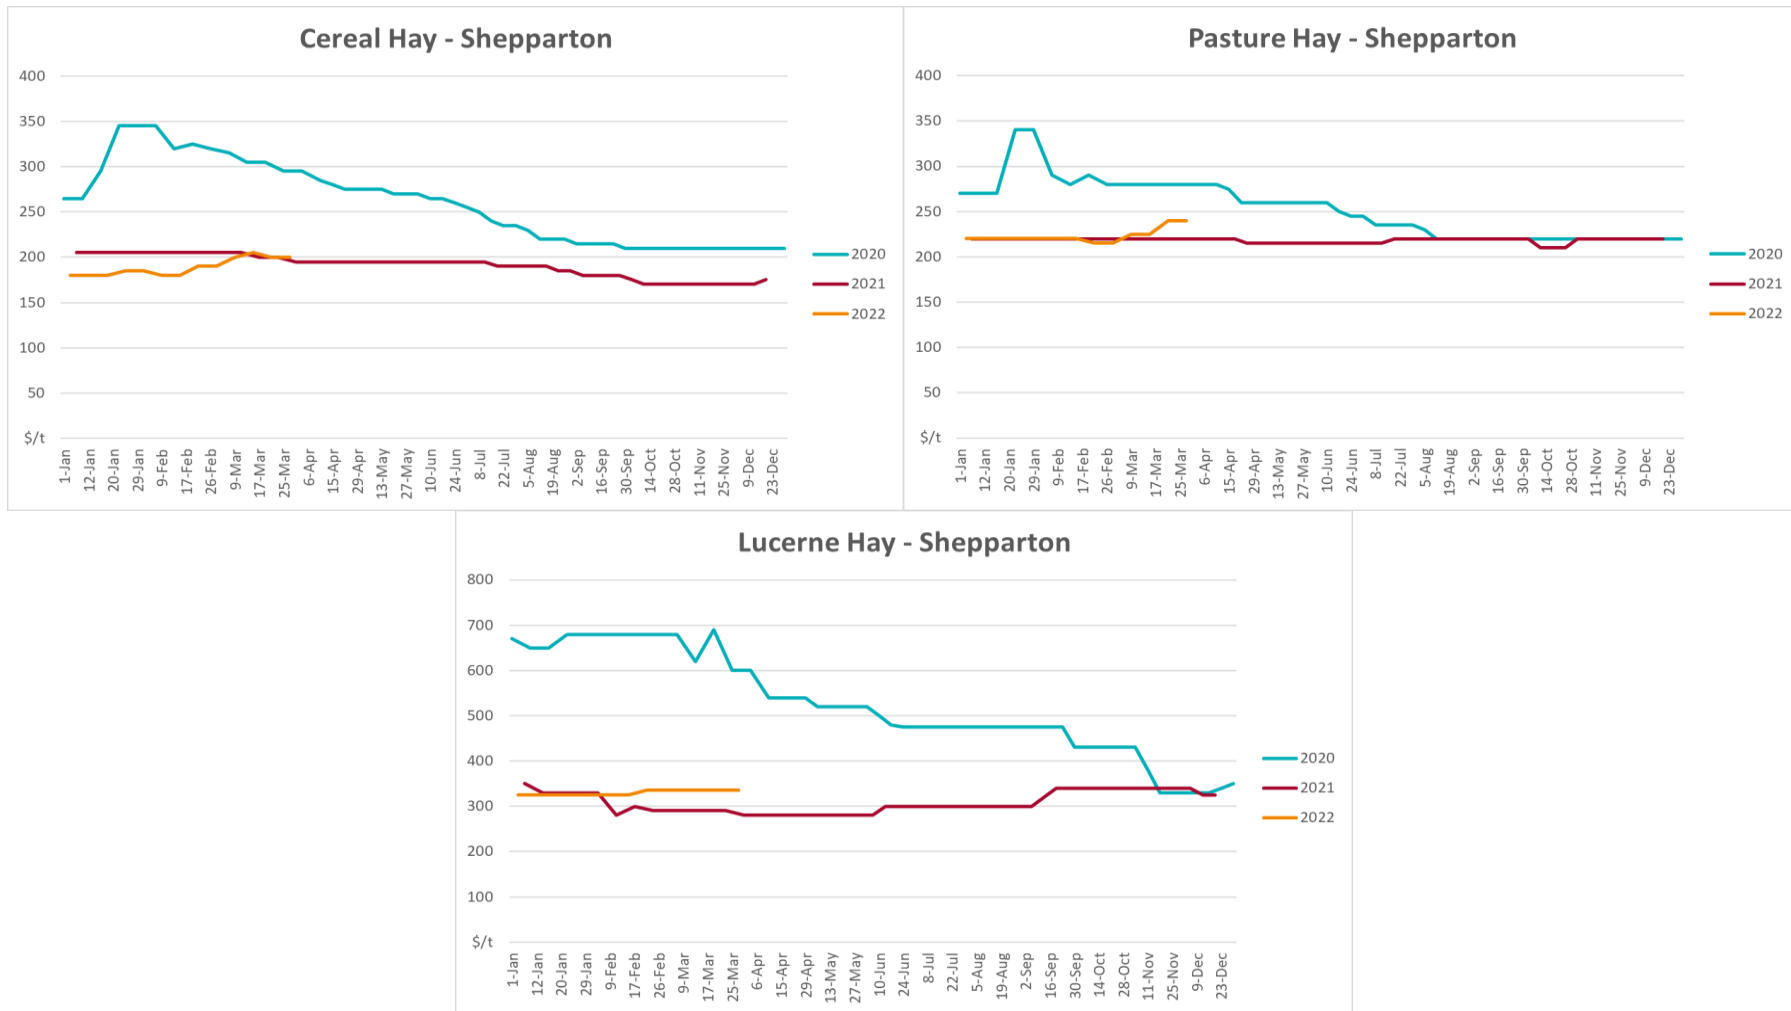 Cereal Hay - Shepparton
400
350
300
250
200
150
100
50
$/t
1-Jan
12-Jan
20-Jan
29-Jan
9-Feb
17-Feb
26-Feb
9-Mar
17-Mar
25-Mar
6-Apr
15-Apr
29-Apr
13-May
27-May
10-Jun
24-Jun
8-Jul
22-Jul
5-Aug
19-Aug
2-Sep
16-Sep
30-Sep
14-Oct
28-Oct
11-Nov
25-Nov
9-Dec
23-Dec
2020
2021
2022
Pasture Hay - Shepparton
400
350
300
250
200
150
100
50
$/t
1-Jan
12-Jan
20-Jan
29-Jan
9-Feb
17-Feb
26-Feb
9-Mar
17-Mar
25-Mar
6-Apr
15-Apr
29-Apr
13-May
27-May
10-Jun
24-Jun
8-Jul
22-Jul
5-Aug
19-Aug
2-Sep
16-Sep
30-Sep
14-Oct
28-Oct
11-Nov
25-Nov
9-Dec
23-Dec
2020
2021
2022
Lucerne Hay - Shepparton
800
700
600
500
400
300
200
100
$/t
1-Jan
12-Jan
20-Jan
29-Jan
9-Feb
17-Feb
26-Feb
9-Mar
17-Mar
25-Mar
6-Apr
15-Apr
29-Apr
13-May
27-May
10-Jun
24-Jun
8-Jul
22-Jul
5-Aug
19-Aug
2-Sep
16-Sep
30-Sep
14-Oct
28-Oct
11-Nov
25-Nov
9-Dec
23-Dec
2020
2021
2022